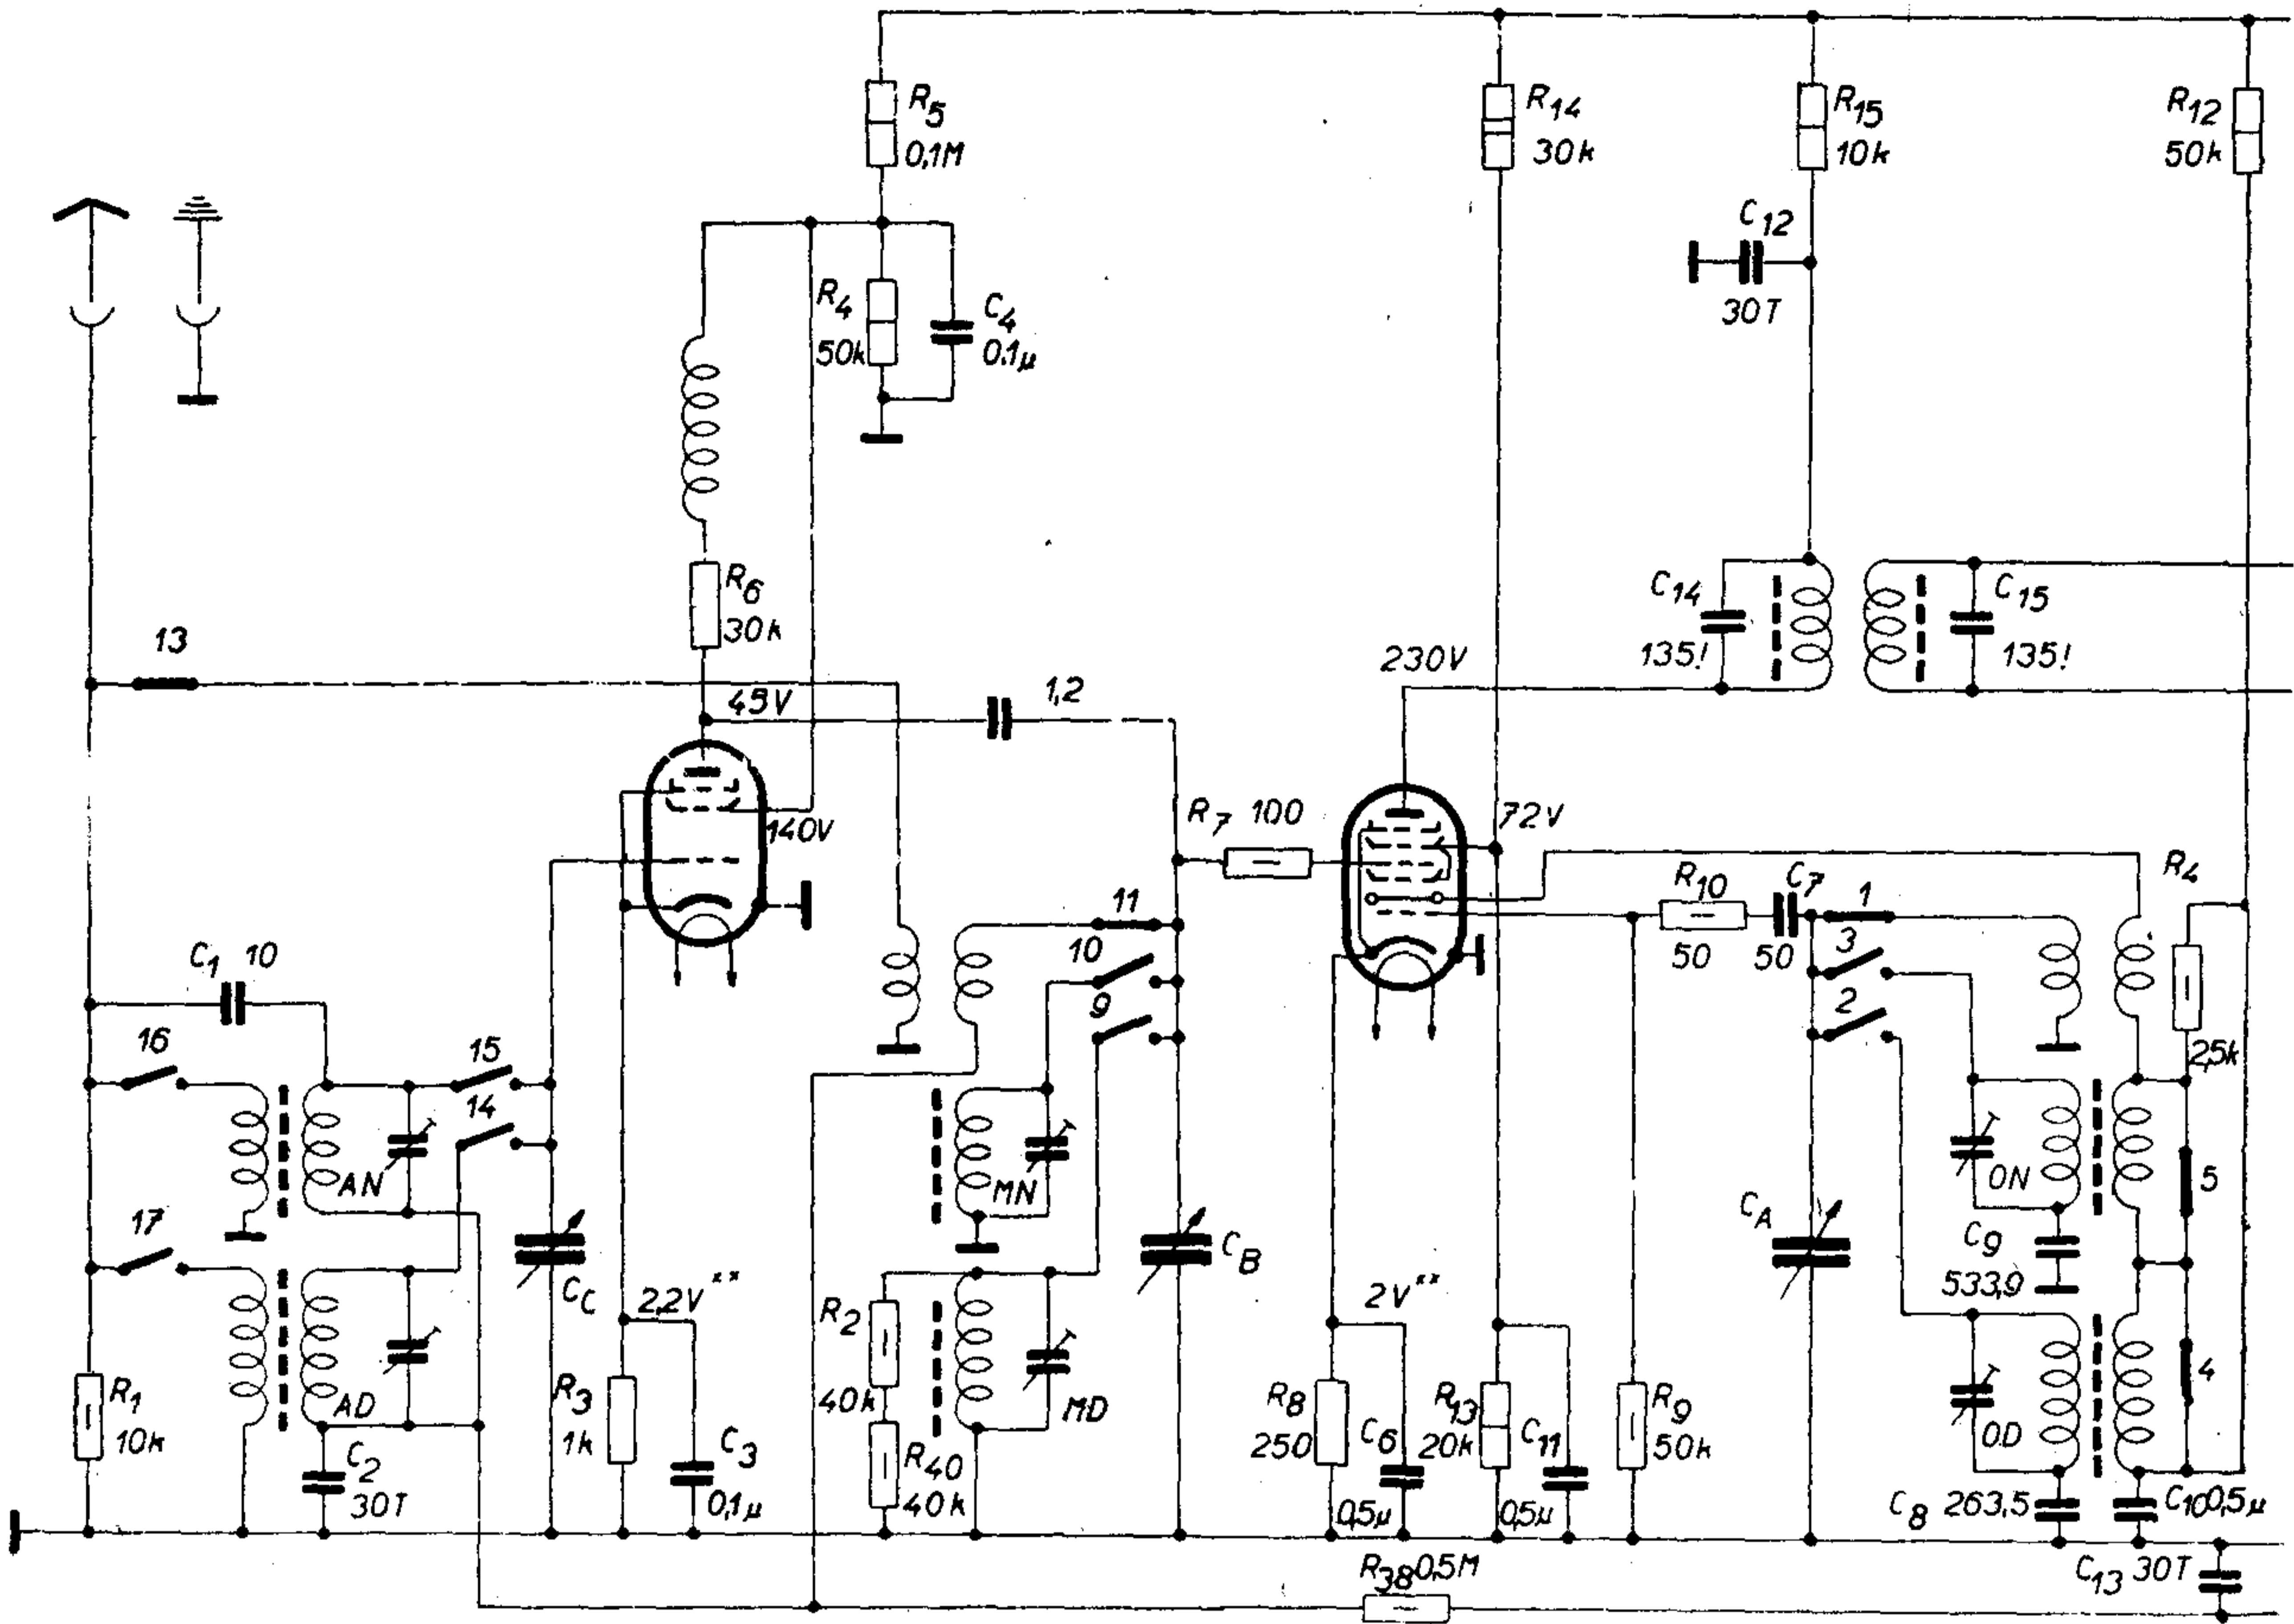 R5
0,1M
R14
30k
R15
10k
R12
50k
C12
30T
R4
50k
C4
0,1µ
R6
30k
13
45V
1,2
C14
135!
C15
135!
230V
140V
R7 100
72V
R10
50
C7
50
1
3
2
R4
2,5k
C1 10
16
15
14
17
11
10
9
AN
AD
MN
MD
ON
OD
CC
CB
CA
C9
533,9
5
4
2,2V**
2V**
R1
10k
C2
30T
R3
1k
C3
0,1µ
R2
40k
R40
40k
R8
250
C6
0,5µ
R13
20k
C11
0,5µ
R9
50k
C8 263,5
C10 0,5µ
R38 0,5M
C13 30T